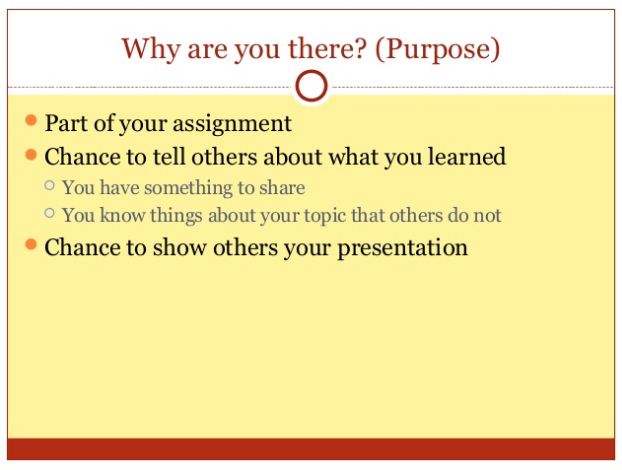 Why are you there? (Purpose)
Part of your assignment
Chance to tell others about what you learned
You have something to share
You know things about your topic that others do not
Chance to show others your presentation